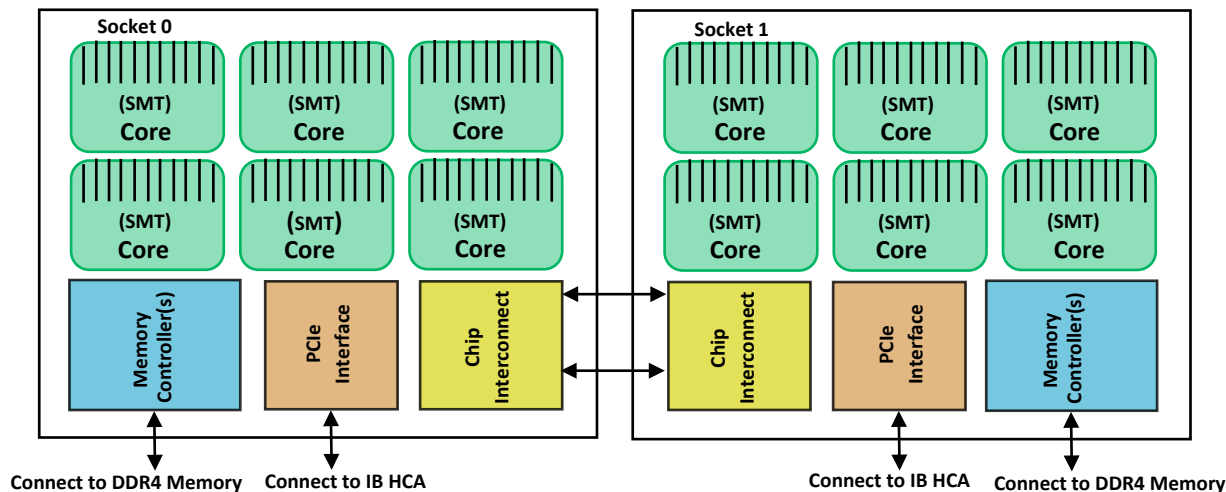 Socket 0
(SMT)
Core
(SMT)
Core
(SMT)
Core
(SMT)
Core
(SMT)
Core
(SMT)
Core
Memory
Controller(s)
PCIe
Interface
Chip
Interconnect
Connect to DDR4 Memory
Connect to IB HCA
Socket 1
(SMT)
Core
(SMT)
Core
(SMT)
Core
(SMT)
Core
(SMT)
Core
(SMT)
Core
Chip
Interconnect
PCIe
Interface
Memory
Controller(s)
Connect to IB HCA
Connect to DDR4 Memory